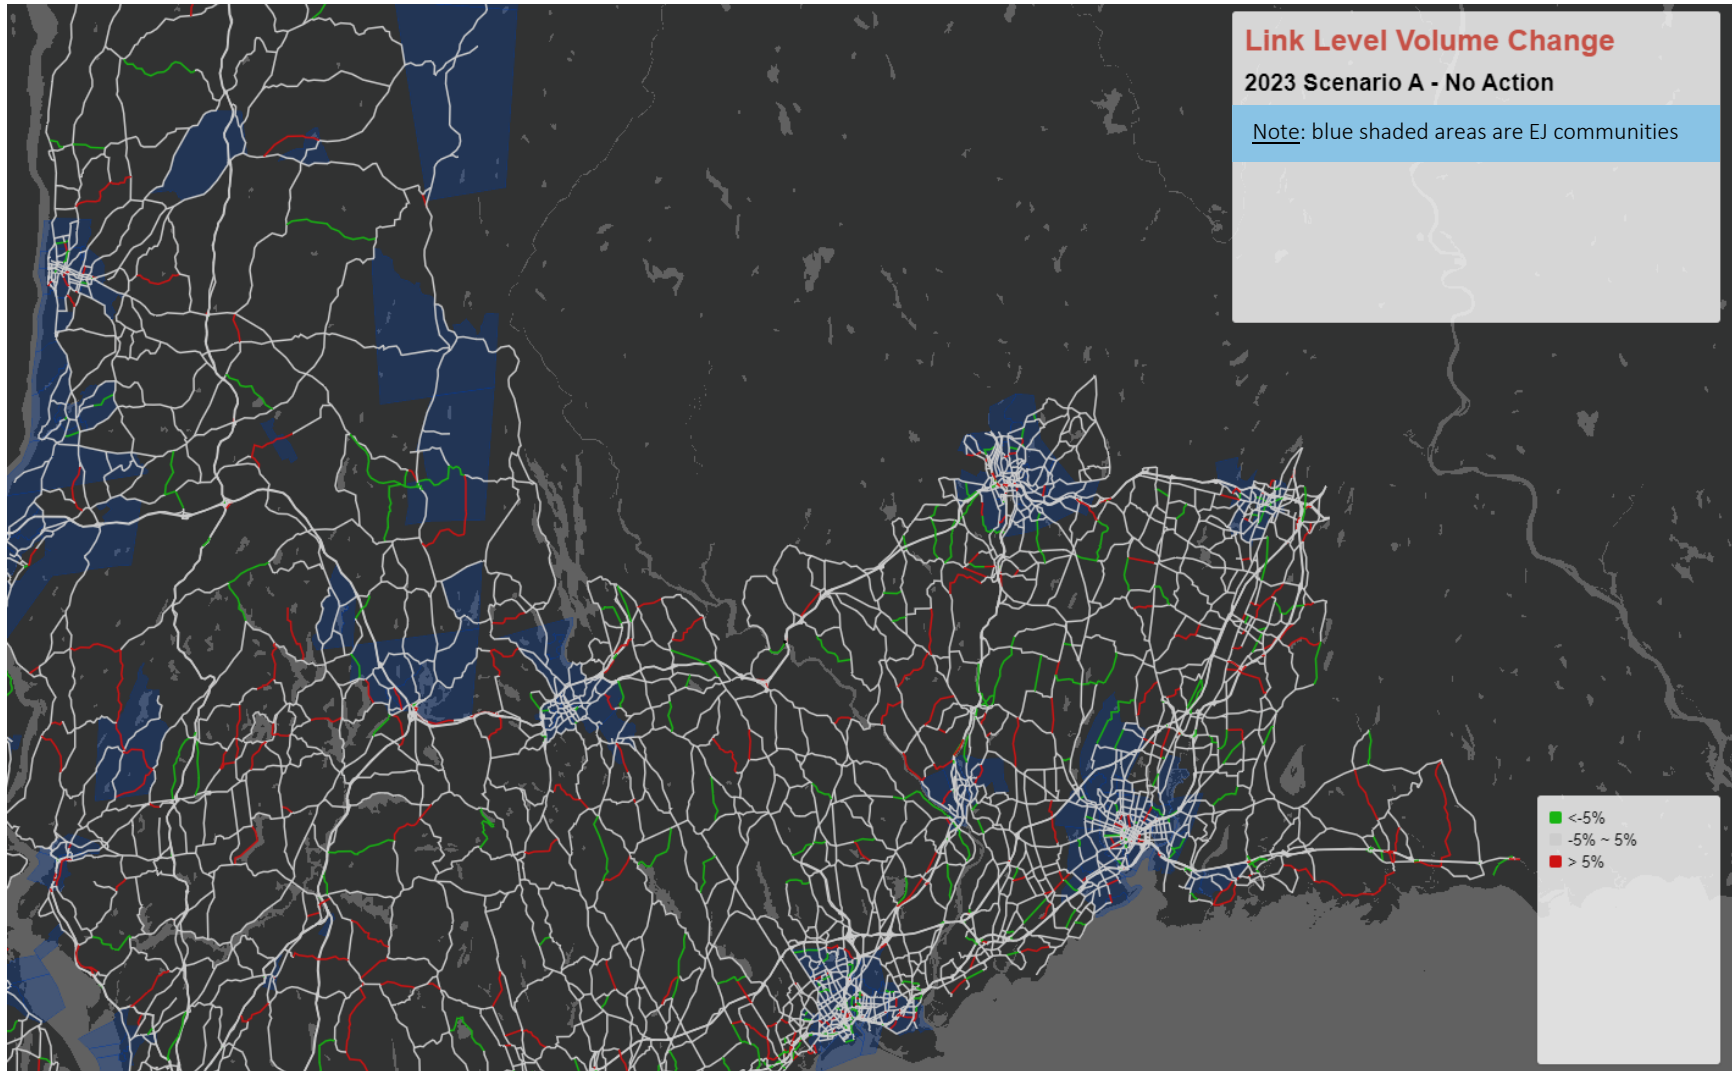 Link Level Volume Change
2023 Scenario A - No Action
Note: blue shaded areas are EJ communities
<-5%
-5% ~ 5%
> 5%